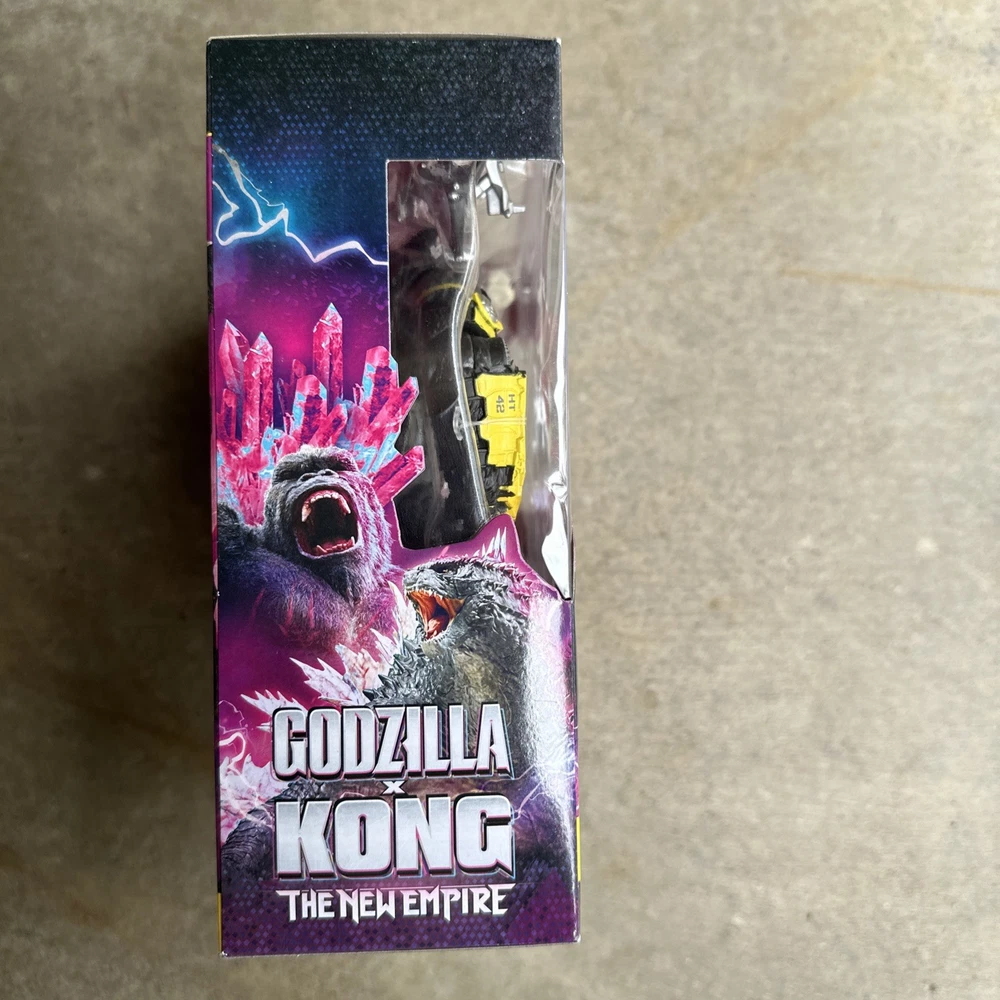 HT
42
GODZILLA
X
KONG
THE NEW EMPIRE